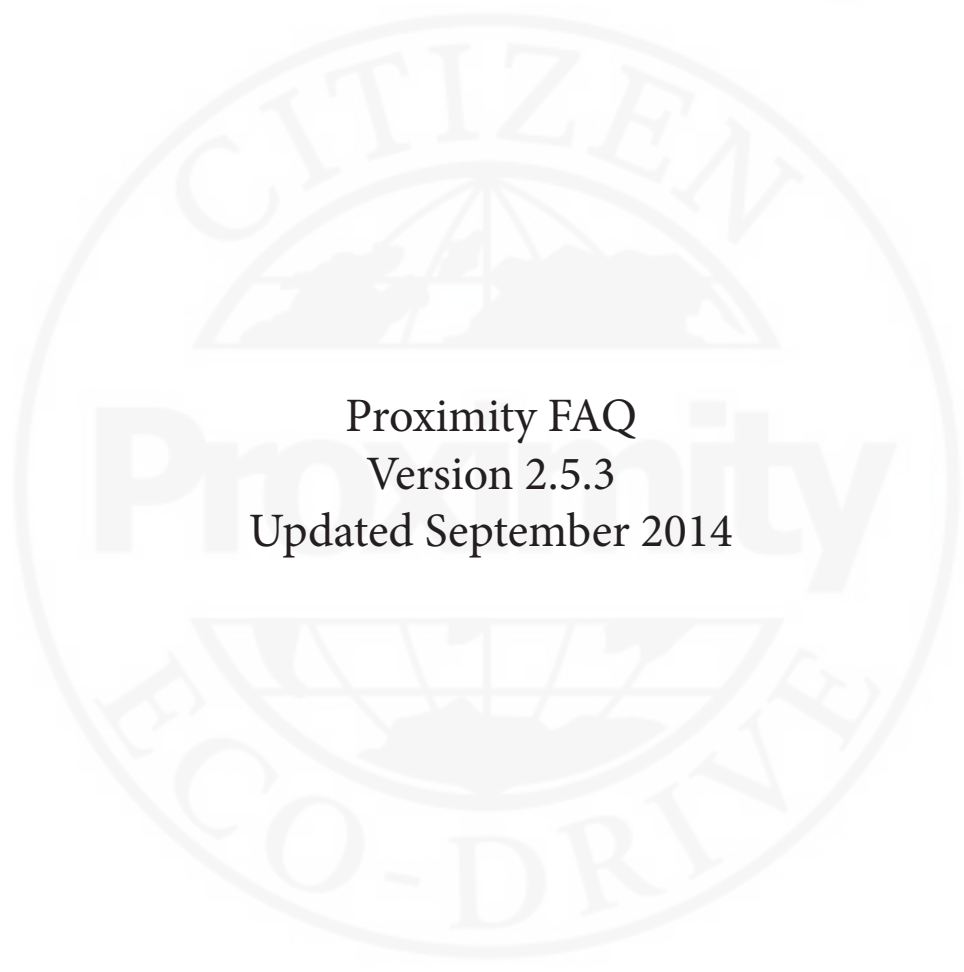 CITIZEN
Proximity
Proximity FAQ
Version 2.5.3
Updated September 2014
ECO-DRIVE